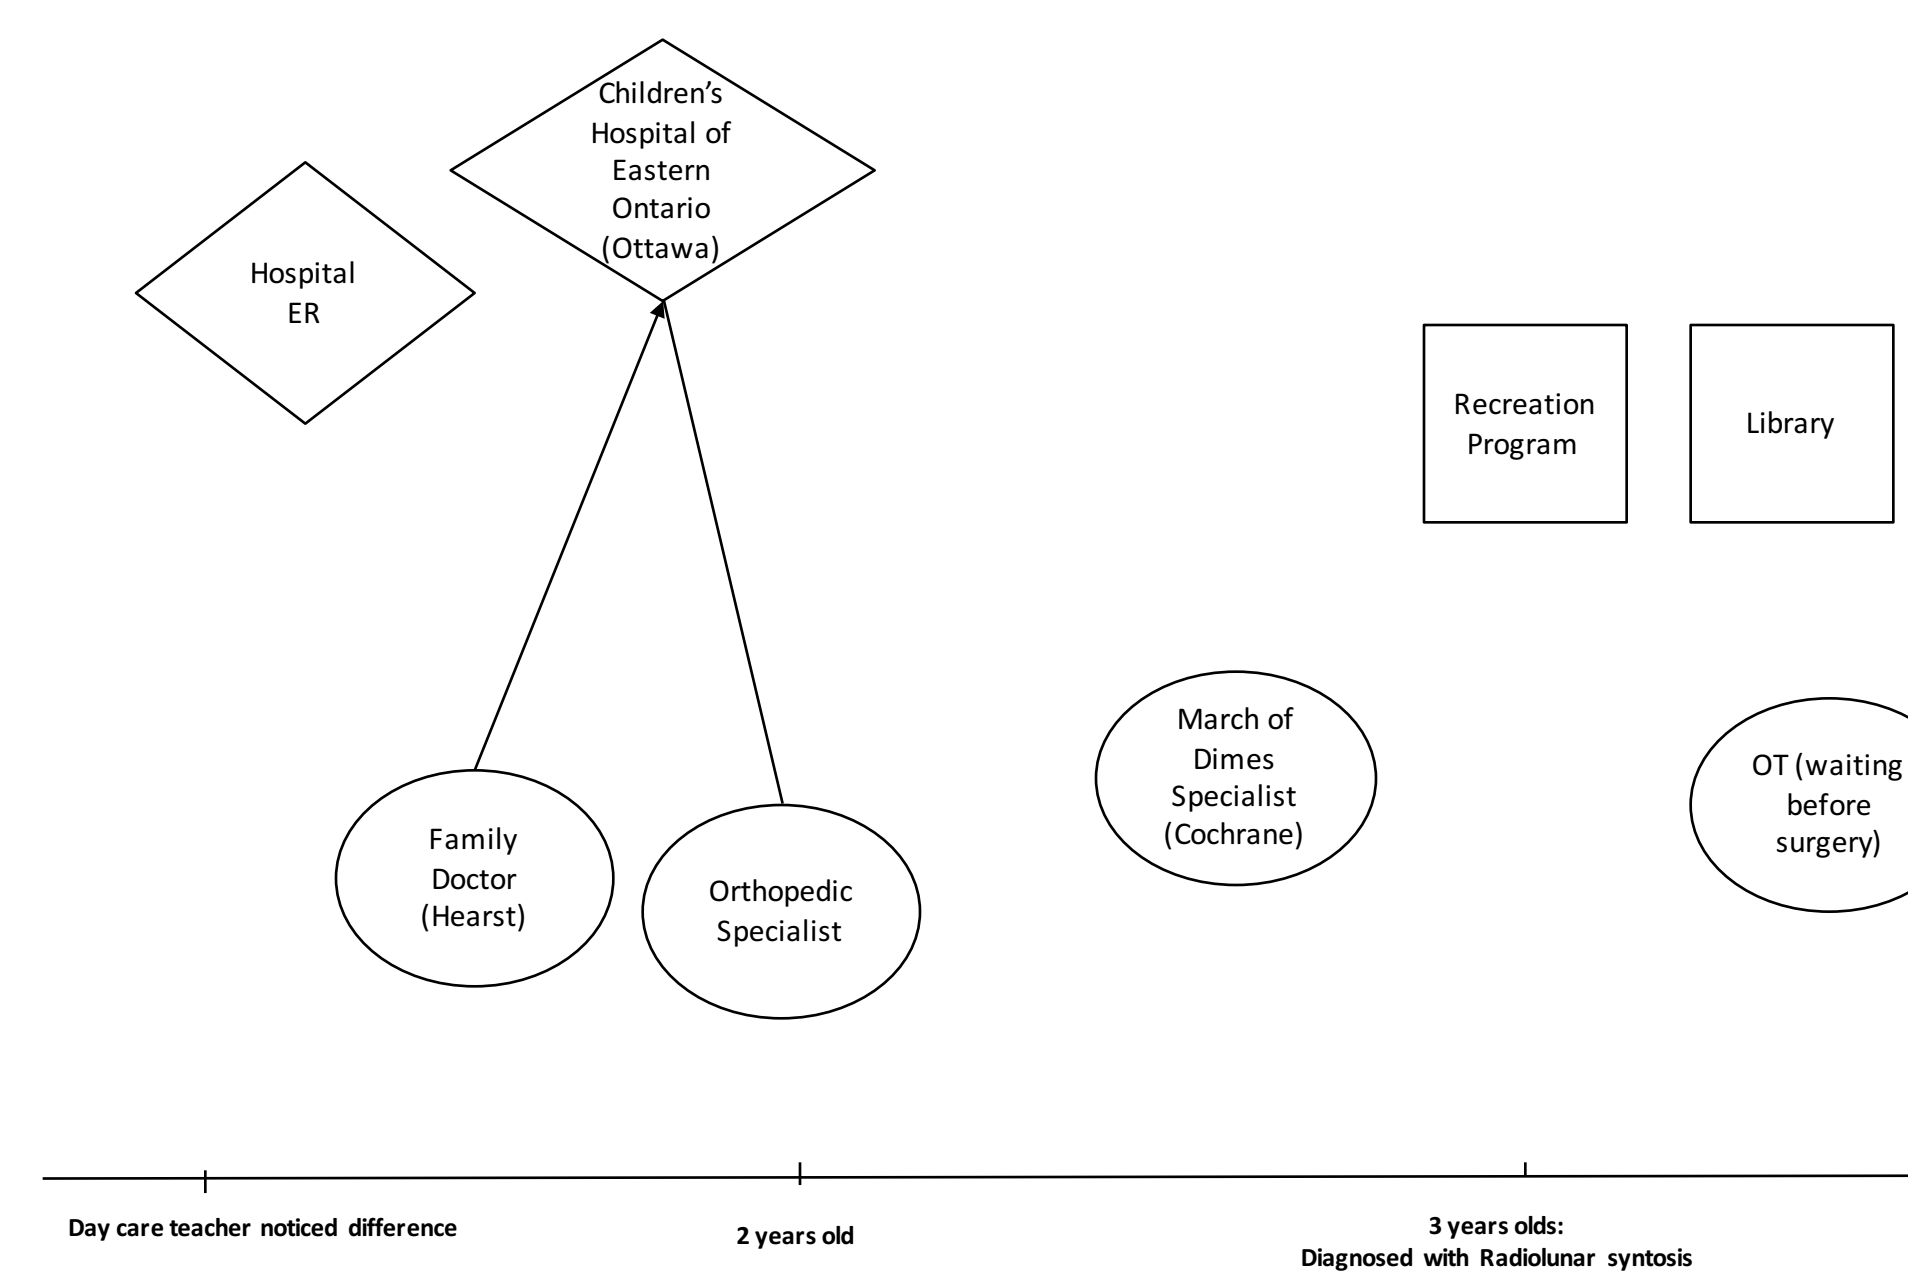 Children's
Hospital of
Eastern
Ontario
(Ottawa)
Hospital
ER
Recreation
Program
Library
March of
Dimes
Specialist
(Cochrane)
OT (waiting
before
surgery)
Family
Doctor
(Hearst)
Orthopedic
Specialist
Day care teacher noticed difference
2 years old
3 years olds:
Diagnosed with Radiolunar syntosis